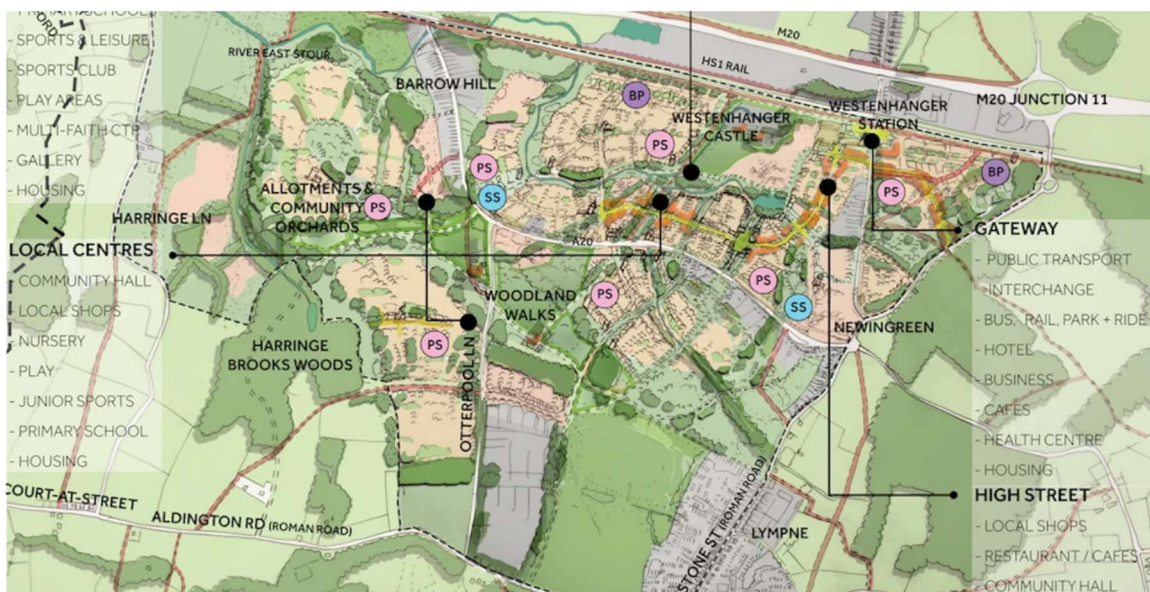 PRIMARY SCHOOLS
- SPORTS & LEISURE
- SPORTS CLUB
- PLAY AREAS
- MULTI-FAITH CTR
- GALLERY
- HOUSING
HARRINGE LN
LOCAL CENTRES
- COMMUNITY HALL
- LOCAL SHOPS
- NURSERY
- PLAY
- JUNIOR SPORTS
- PRIMARY SCHOOL
- HOUSING
COURT-AT-STREET
ALDINGTON RD (ROMAN ROAD)
RIVER EAST STOUR
BARROW HILL
ALLOTMENTS &
COMMUNITY
ORCHARDS
PS
PS
SS
HARRINGE
BROOKS WOODS
PS
OTTERPOOL LN
WOODLAND
WALKS
A20
PS
BP
PS
WESTENHANGER
CASTLE
M20
HS1 RAIL
WESTENHANGER
STATION
M20 JUNCTION 11
PS
BP
PS
SS
NEWINGREEN
STONE ST (ROMAN ROAD)
LYMPNE
GATEWAY
- PUBLIC TRANSPORT
- INTERCHANGE
- BUS, RAIL, PARK + RIDE
- HOTEL
- BUSINESS
- CAFES
- HEALTH CENTRE
- HOUSING
HIGH STREET
- LOCAL SHOPS
- RESTAURANT / CAFES
- COMMUNITY HALL